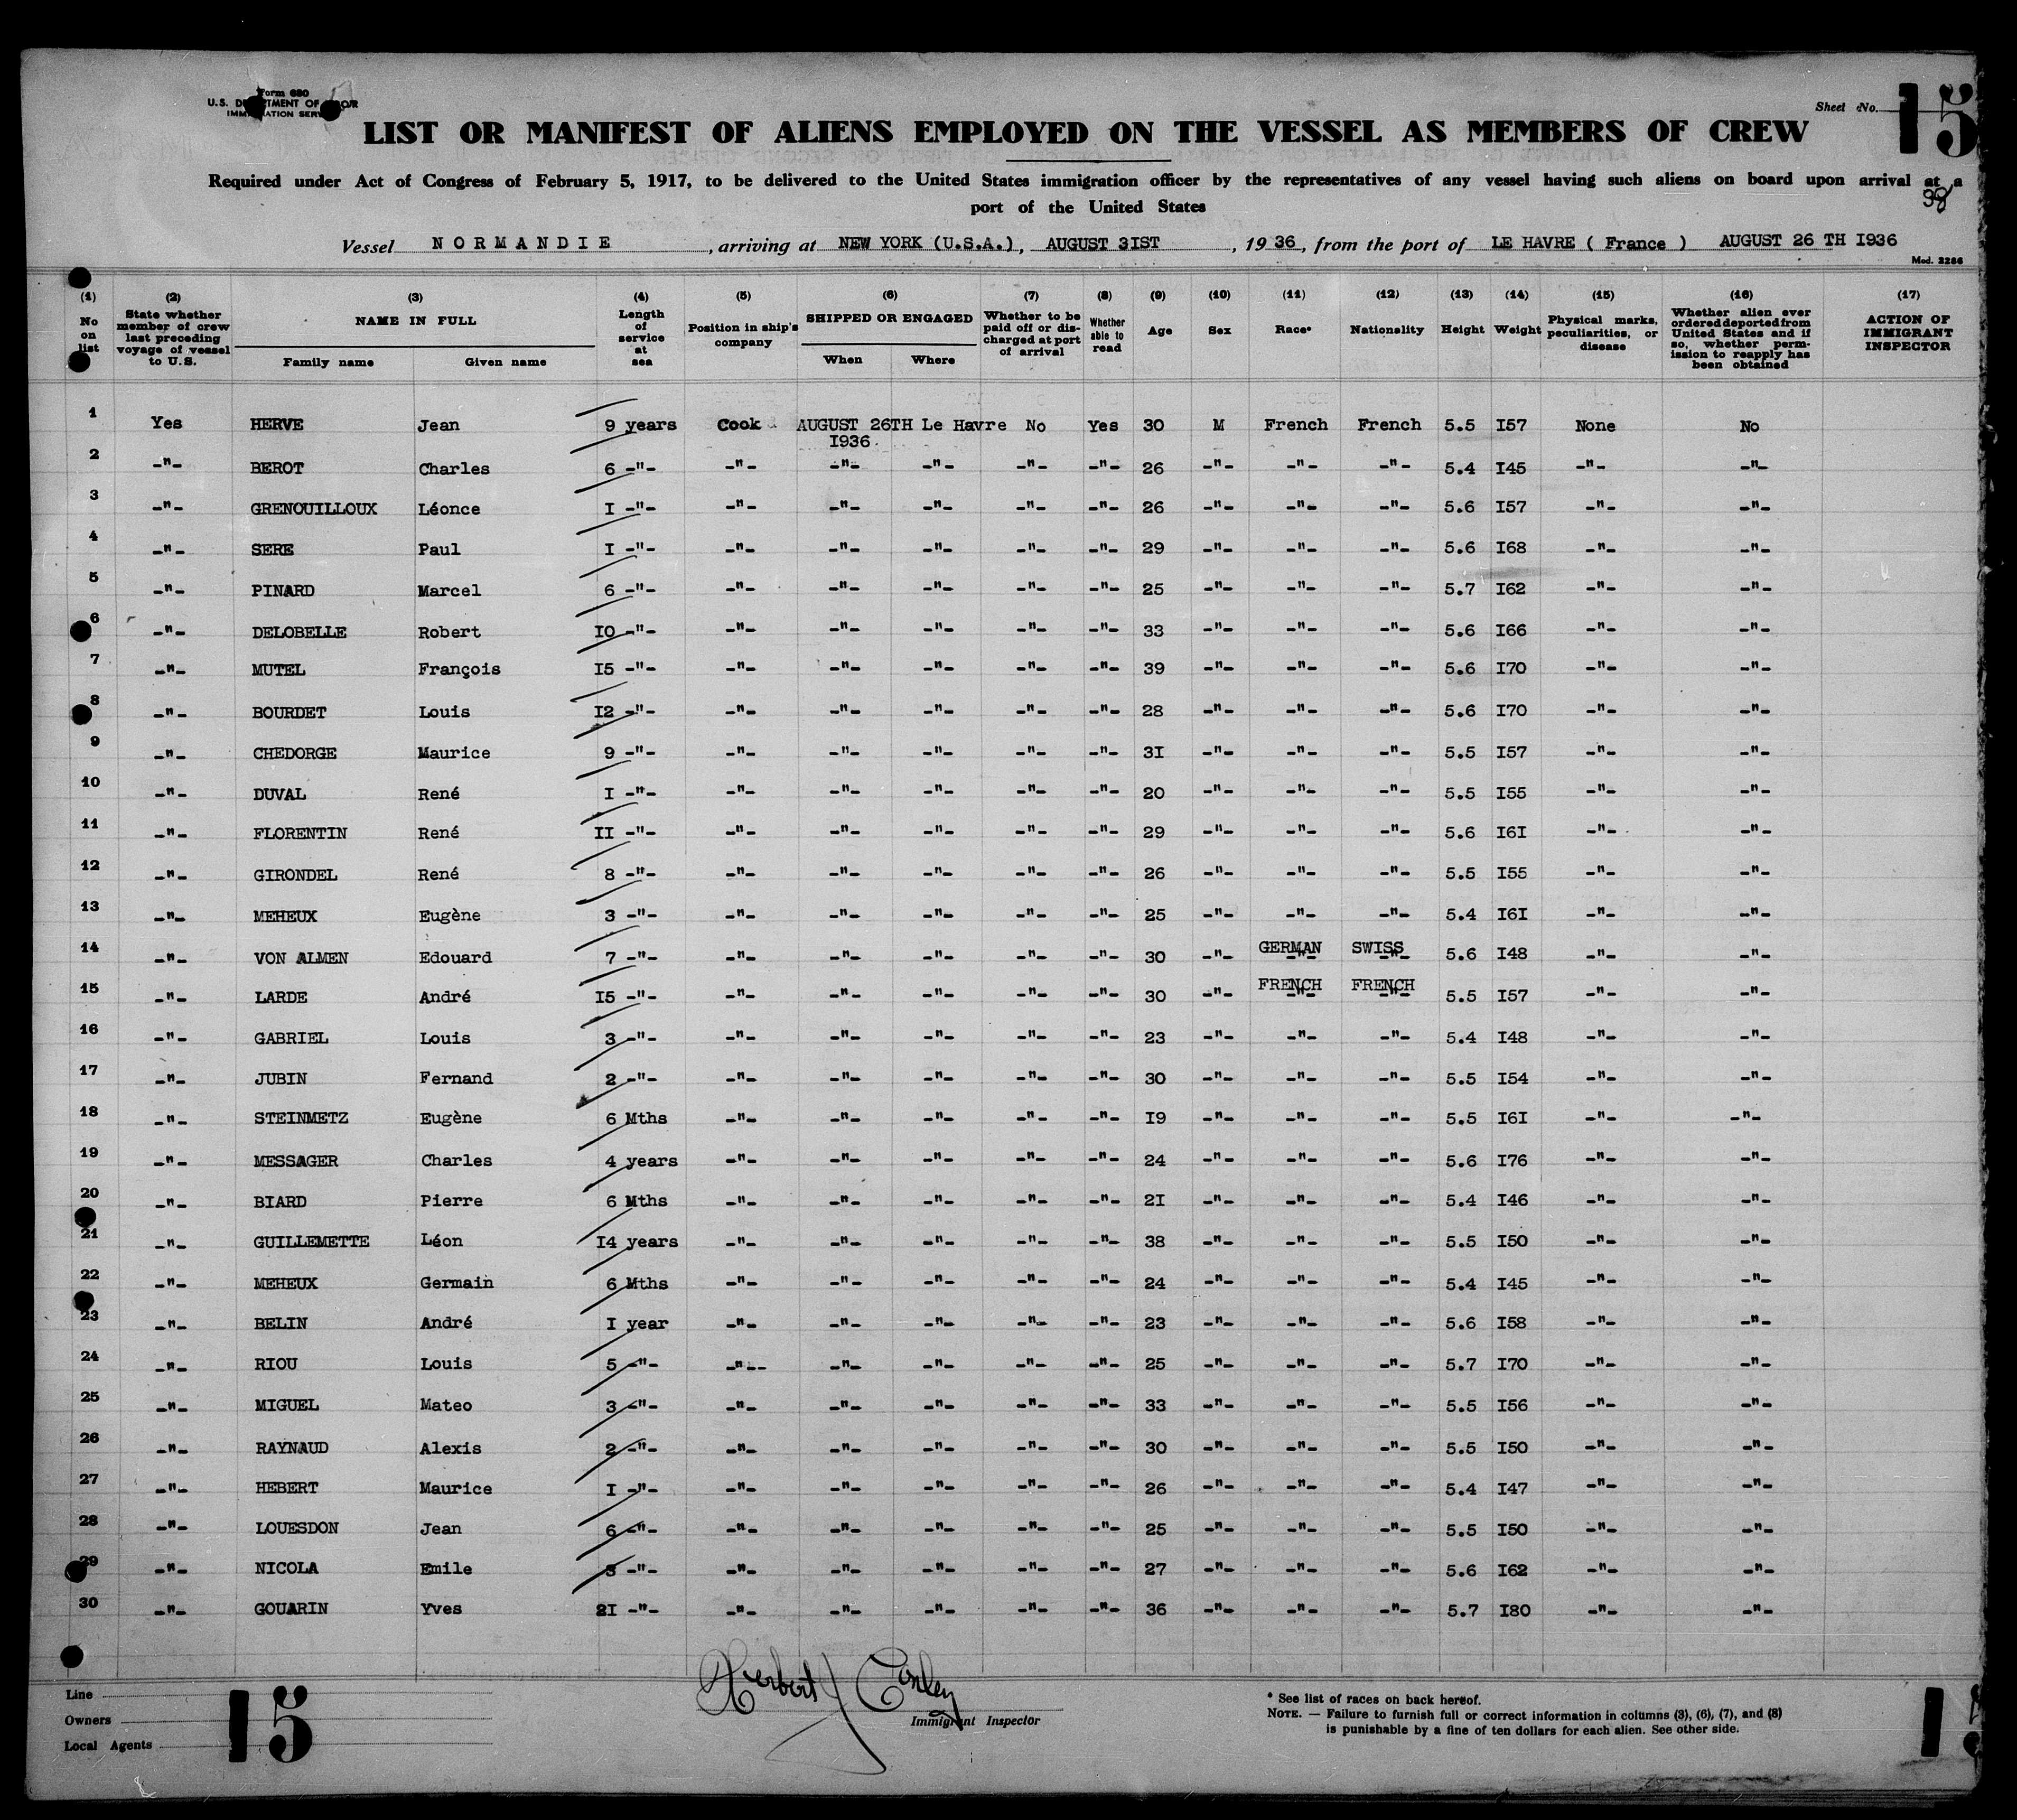 Form 680
U.S. DEPARTMENT OF LABOR
IMMIGRATION SERVICE
Sheet No. 15
LIST OR MANIFEST OF ALIENS EMPLOYED ON THE VESSEL AS MEMBERS OF CREW
Required under Act of Congress of February 5, 1917, to be delivered to the United States immigration officer by the representatives of any vessel having such aliens on board upon arrival at a
port of the United States
Vessel NORMANDIE, arriving at NEW YORK (U.S.A.), AUGUST 3IST, 1936, from the port of LE HAVRE ( France ) AUGUST 26 TH I936
Mod. 3286
(1) No on list (2) State whether member of crew last preceding voyage of vessel to U.S. (3) NAME IN FULL Family name Given name (4) Length of service at sea (5) Position in ship's company (6) SHIPPED OR ENGAGED When Where (7) Whether to be paid off or discharged at port of arrival (8) Whether able to read (9) Age (10) Sex (11) Race* (12) Nationality (13) Height (14) Weight (15) Physical marks, peculiarities, or disease (16) Whether alien ever ordered deported from United States and if so, whether permission to reapply has been obtained (17) ACTION OF IMMIGRANT INSPECTOR
1 Yes HERVE Jean 9 years Cook AUGUST 26TH I936. Le Havre No Yes 30 M French French 5.5 I57 None No
2 -"- BEROT Charles 6 -"- -"- -"- -"- -"- -"- 26 -"- -"- -"- 5.4 I45 -"- -"-
3 -"- GRENOUILLOUX Léonce I -"- -"- -"- -"- -"- -"- 26 -"- -"- -"- 5.6 I57 -"- -"-
4 -"- SERE Paul I -"- -"- -"- -"- -"- -"- 29 -"- -"- -"- 5.6 I68 -"- -"-
5 -"- PINARD Marcel 6 -"- -"- -"- -"- -"- -"- 25 -"- -"- -"- 5.7 I62 -"- -"-
6 -"- DELOBELLE Robert IO -"- -"- -"- -"- -"- -"- 33 -"- -"- -"- 5.6 I66 -"- -"-
7 -"- MUTEL François I5 -"- -"- -"- -"- -"- -"- 39 -"- -"- -"- 5.6 I70 -"- -"-
8 -"- BOURDET Louis I2 -"- -"- -"- -"- -"- -"- 28 -"- -"- -"- 5.6 I70 -"- -"-
9 -"- CHEDORGE Maurice 9 -"- -"- -"- -"- -"- -"- 3I -"- -"- -"- 5.5 I57 -"- -"-
10 -"- DUVAL René I -"- -"- -"- -"- -"- -"- 20 -"- -"- -"- 5.5 I55 -"- -"-
11 -"- FLORENTIN René II -"- -"- -"- -"- -"- -"- 29 -"- -"- -"- 5.6 I6I -"- -"-
12 -"- GIRONDEL René 8 -"- -"- -"- -"- -"- -"- 26 -"- -"- -"- 5.5 I55 -"- -"-
13 -"- MEHEUX Eugène 3 -"- -"- -"- -"- -"- -"- 25 -"- -"- -"- 5.4 I6I -"- -"-
14 -"- VON ALMEN Edouard 7 -"- -"- -"- -"- -"- -"- 30 -"- GERMAN SWISS 5.6 I48 -"- -"-
15 -"- LARDE André I5 -"- -"- -"- -"- -"- -"- 30 -"- FRENCH FRENCH 5.5 I57 -"- -"-
16 -"- GABRIEL Louis 3 -"- -"- -"- -"- -"- -"- 23 -"- -"- -"- 5.4 I48 -"- -"-
17 -"- JUBIN Fernand 2 -"- -"- -"- -"- -"- -"- 30 -"- -"- -"- 5.5 I54 -"- -"-
18 -"- STEINMETZ Eugène 6 Mths -"- -"- -"- -"- -"- I9 -"- -"- -"- 5.5 I6I -"- -"-
19 -"- MESSAGER Charles 4 years -"- -"- -"- -"- -"- 24 -"- -"- -"- 5.6 I76 -"- -"-
20 -"- BIARD Pierre 6 Mths -"- -"- -"- -"- -"- 2I -"- -"- -"- 5.4 I46 -"- -"-
21 -"- GUILLEMETTE Léon I4 years -"- -"- -"- -"- -"- 38 -"- -"- -"- 5.5 I50 -"- -"-
22 -"- MEHEUX Germain 6 Mths -"- -"- -"- -"- -"- 24 -"- -"- -"- 5.4 I45 -"- -"-
23 -"- BELIN André I year -"- -"- -"- -"- -"- 23 -"- -"- -"- 5.6 I58 -"- -"-
24 -"- RIOU Louis 5 -"- -"-- -"- -"- -"- -"- 25 -"- -"- -"- 5.7 I70 -"- -"-
25 -"- MIGUEL Mateo 3 -"- -"- -"- -"- -"- -"- 33 -"- -"- -"- 5.5 I56 -"- -"-
26 -"- RAYNAUD Alexis 2 -"- -"- -"- -"- -"- -"- 30 -"- -"- -"- 5.5 I50 -"- -"-
27 -"- HEBERT Maurice I -"- -"- -"- -"- -"- -"- 26 -"- -"- -"- 5.4 I47 -"- -"-
28 -"- LOUESDON Jean 6 -"- -"- -"- -"- -"- -"- 25 -"- -"- -"- 5.5 I50 -"- -"-
29 -"- NICOLA Emile 3 -"- -"- -"- -"- -"- -"- 27 -"- -"- -"- 5.6 I62 -"- -"-
30 -"- GOUARIN Yves 2I -"- -"- -"- -"- -"- -"- 36 -"- -"- -"- 5.7 I80 -"- -"-
Line
Owners
Local Agents
15
Herbert J Conley
Immigrant Inspector
* See list of races on back hereof.
NOTE. — Failure to furnish full or correct information in columns (3), (6), (7), and (8)
is punishable by a fine of ten dollars for each alien. See other side.